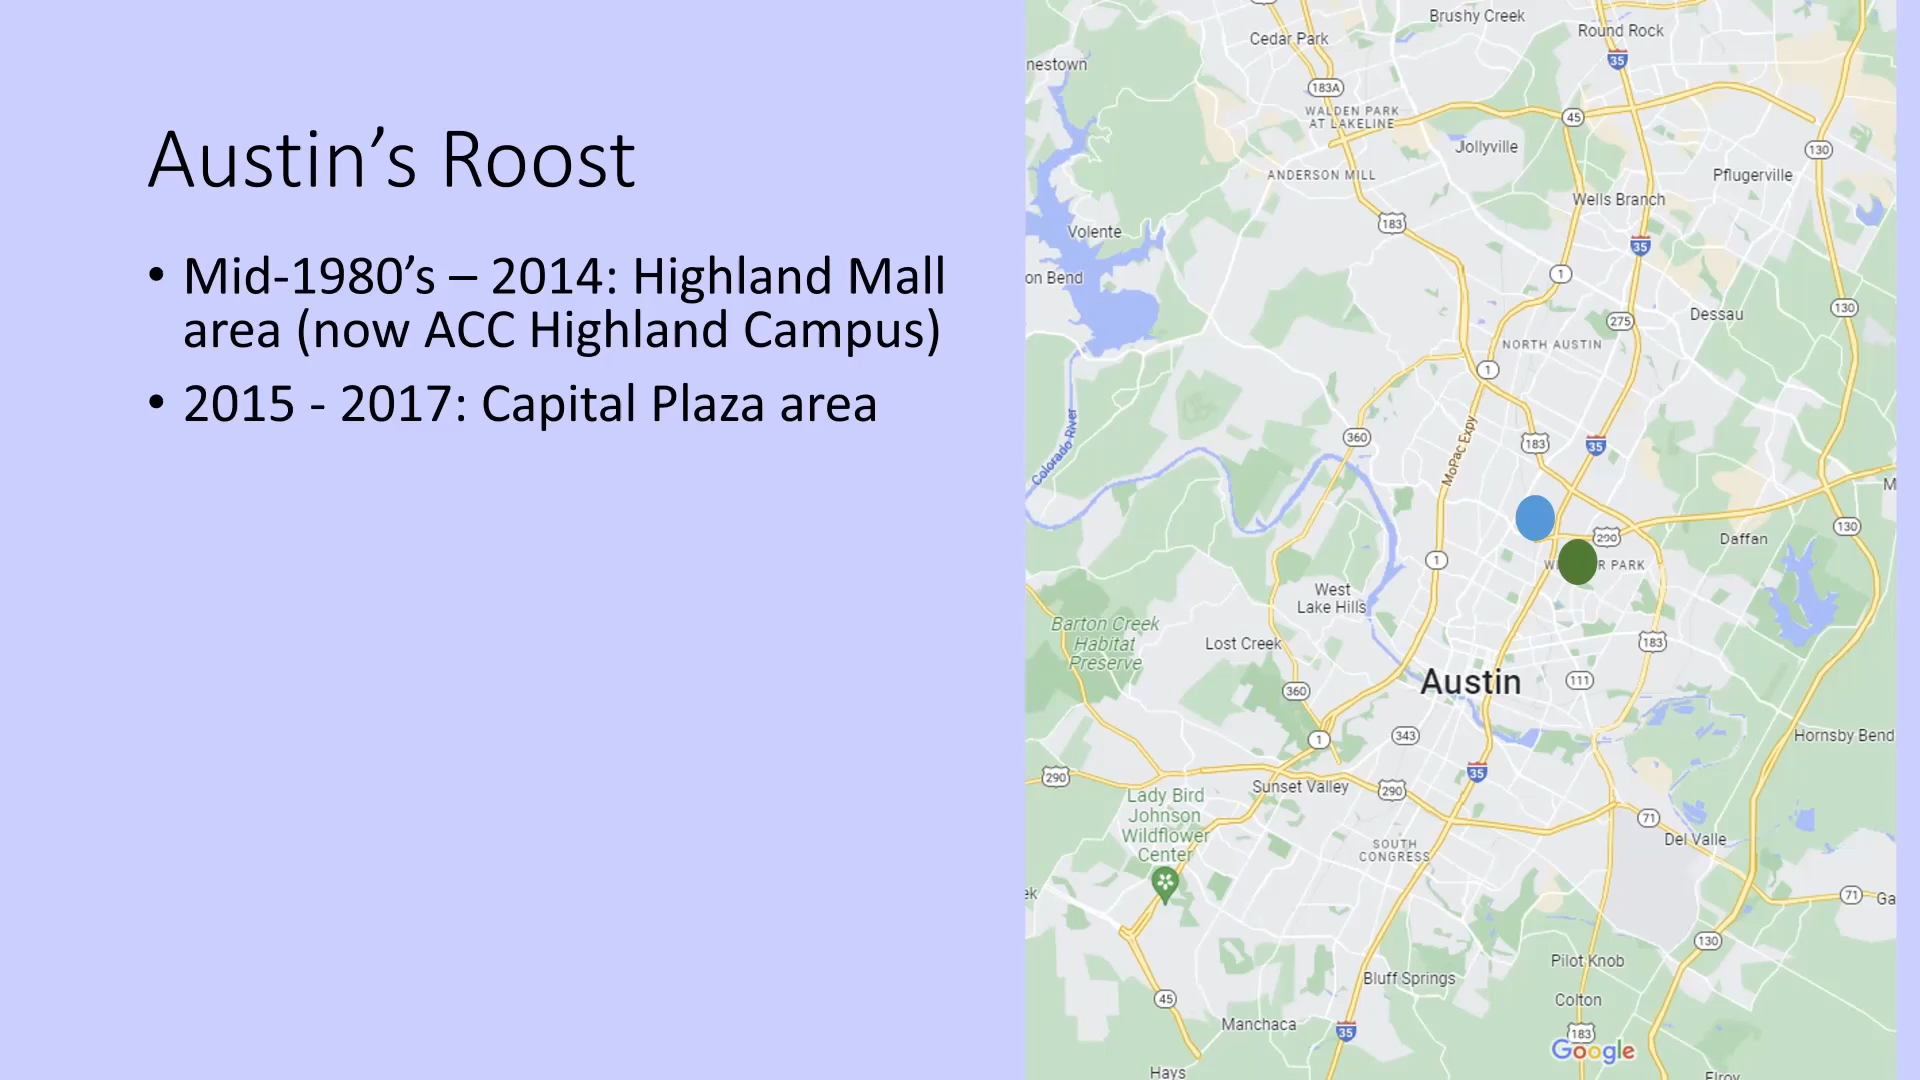 Austin’s Roost
• Mid-1980’s – 2014: Highland Mall
area (now ACC Highland Campus)
• 2015 - 2017: Capital Plaza area
Brushy Creek
Round Rock
Cedar Park
35
nestown
183A
WALDEN PARK
AT LAKELINE
45
Jollyville
130
ANDERSON MILL
Pflugerville
Wells Branch
183
Volente
35
on Bend
1
130
275
Dessau
NORTH AUSTIN
1
Colorado River
360
MoPac Expy
183
35
M
130
290
Daffan
1
R PARK
West
Lake Hills
Barton Creek
Habitat
Preserve
Lost Creek
183
Austin
111
360
343
1
Hornsby Bend
290
35
Sunset Valley
290
Lady Bird
Johnson
Wildflower
Center
71
Del Valle
SOUTH
CONGRESS
ek
71
Ga
130
Pilot Knob
Bluff Springs
45
Colton
Manchaca
35
183
Google
Hays
Elroy